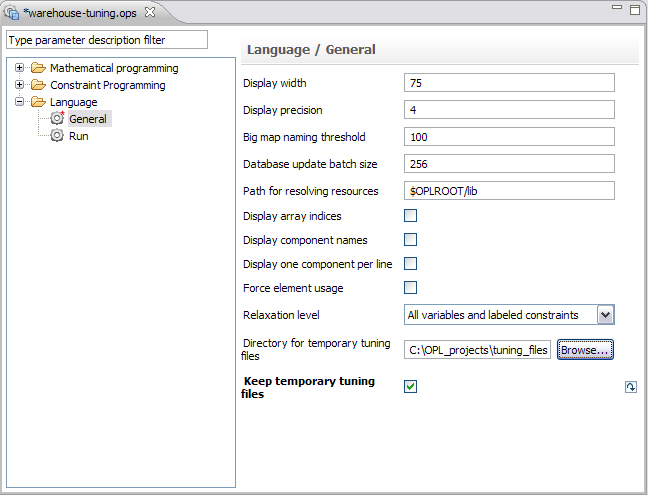 *warehouse-tuning.ops
Type parameter description filter
Mathematical programming
Constraint Programming
Language
General
Run
Language / General
Display width 75
Display precision 4
Big map naming threshold 100
Database update batch size 256
Path for resolving resources $OPLROOT/lib
Display array indices
Display component names
Display one component per line
Force element usage
Relaxation level All variables and labeled constraints
Directory for temporary tuning
files C:\OPL_projects\tuning_files Browse...
Keep temporary tuning
files